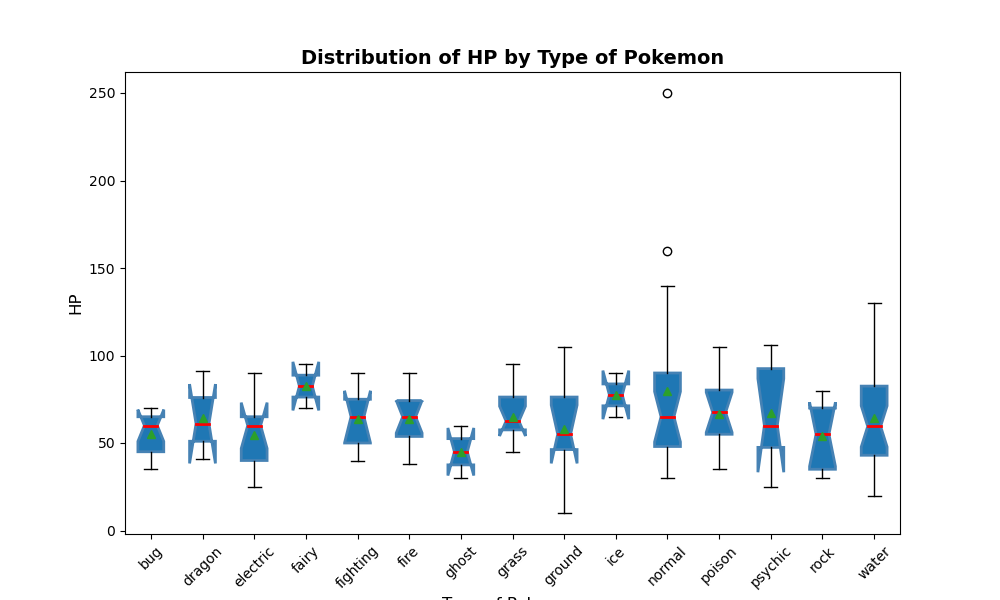 Distribution of HP by Type of Pokemon
250
200
150
100
50
0
HP
bug
dragon
electric
fairy
fighting
fire
ghost
grass
ground
ice
normal
poison
psychic
rock
water